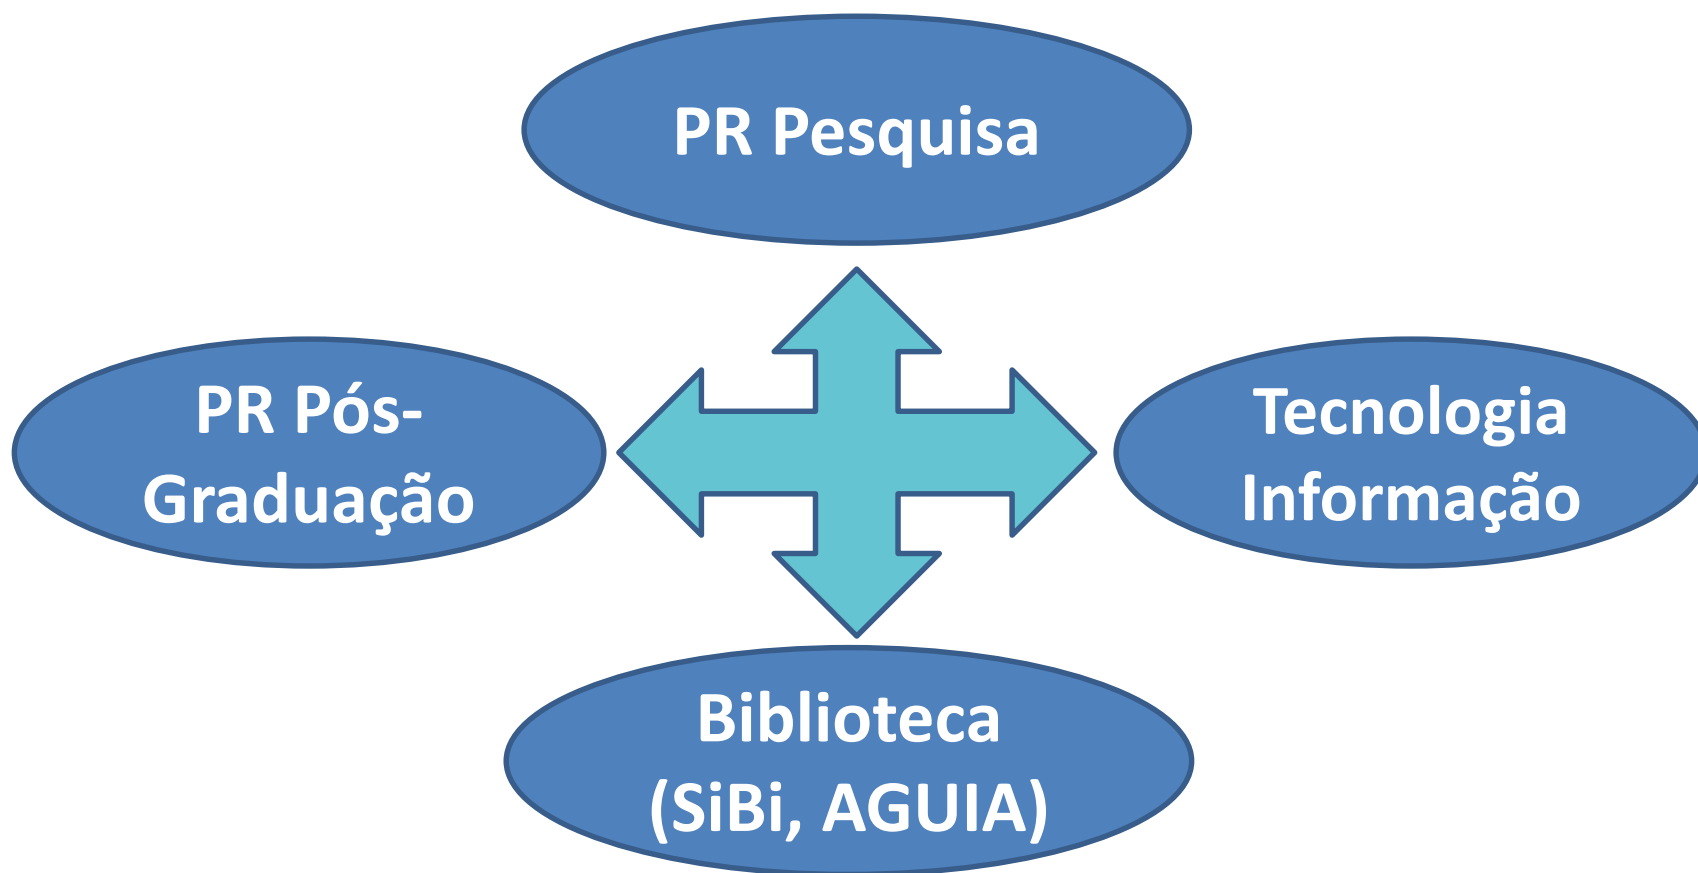 PR Pesquisa
PR Pós-
Graduação
Tecnologia
Informação
Biblioteca
(SiBi, AGUIA)